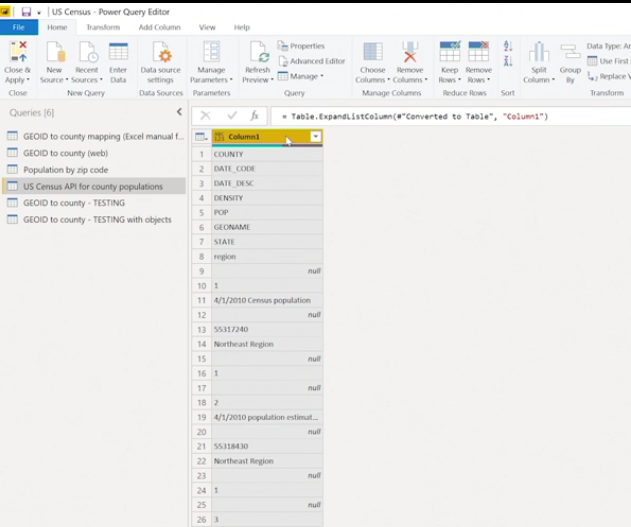 US Census - Power Query Editor
File Home Transform Add Column View Help
Close & Apply New Source Recent Sources Enter Data Data source settings Manage Parameters Refresh Preview Properties Advanced Editor Manage Choose Columns Remove Columns Keep Rows Remove Rows Split Column Group By Data Type: Use First Replace
Close New Query Data Sources Parameters Query Manage Columns Reduce Rows Sort Transform
Queries [6]
fx = Table.ExpandListColumn(#"Converted to Table", "Column1")
GEOID to county mapping (Excel manual f...
GEOID to county (web)
Population by zip code
US Census API for county populations
GEOID to county - TESTING
GEOID to county - TESTING with objects
Column1
1 COUNTY
2 DATE_CODE
3 DATE_DESC
4 DENSITY
5 POP
6 GEONAME
7 STATE
8 region
9 null
10 1
11 4/1/2010 Census population
12 null
13 55317240
14 Northeast Region
15 null
16 1
17 null
18 2
19 4/1/2010 population estimat...
20 null
21 55318430
22 Northeast Region
23 null
24 1
25 null
26 3